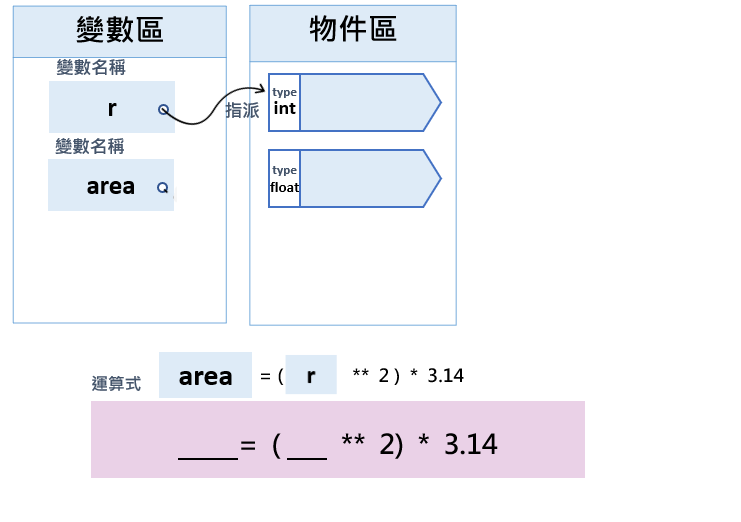 變數區
變數名稱
r
變數名稱
area
物件區
指派
type
int
type
float
運算式 area = ( r ** 2 ) * 3.14
____= ( ___ ** 2) * 3.14